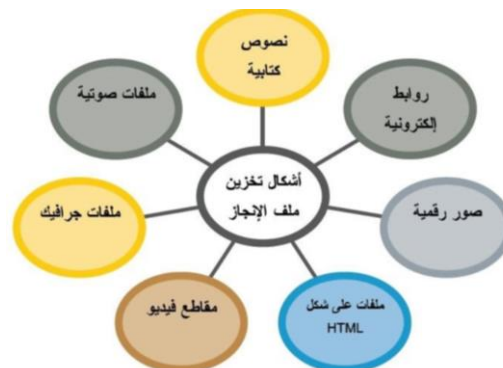 نصوص
كتابية
روابط
إلكترونية
صور رقمية
ملفات على شكل
HTML
مقاطع فيديو
ملفات جرافيك
ملفات صوتية
أشكال تخزين
ملف الإنجاز